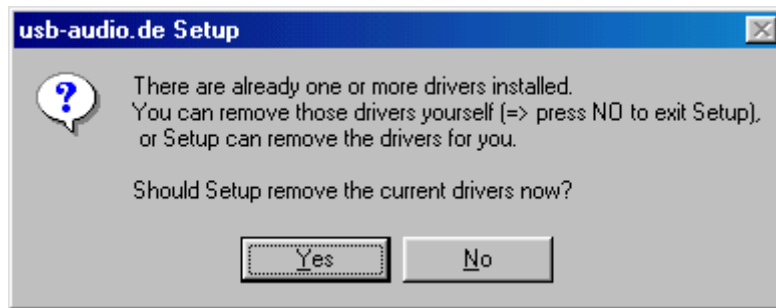 usb-audio.de Setup
There are already one or more drivers installed.
You can remove those drivers yourself (=> press NO to exit Setup),
or Setup can remove the drivers for you.
Should Setup remove the current drivers now?
Yes
No